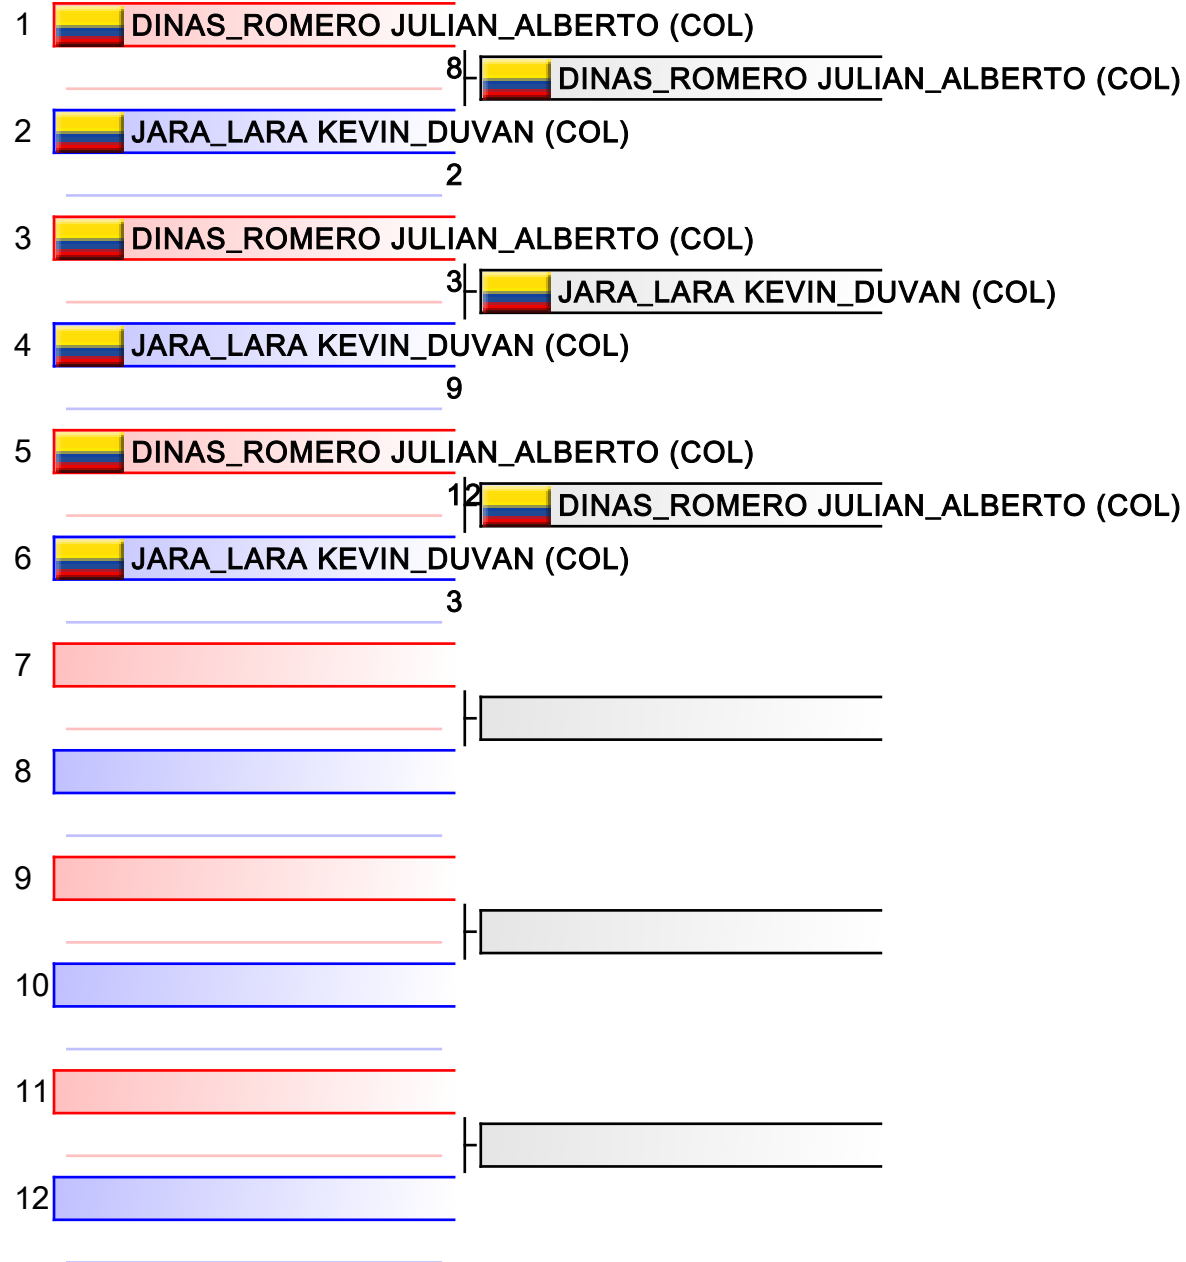 1 DINAS_ROMERO JULIAN_ALBERTO (COL)
8 DINAS_ROMERO JULIAN_ALBERTO (COL)
2 JARA_LARA KEVIN_DUVAN (COL)
2
3 DINAS_ROMERO JULIAN_ALBERTO (COL)
3 JARA_LARA KEVIN_DUVAN (COL)
4 JARA_LARA KEVIN_DUVAN (COL)
9
5 DINAS_ROMERO JULIAN_ALBERTO (COL)
12 DINAS_ROMERO JULIAN_ALBERTO (COL)
6 JARA_LARA KEVIN_DUVAN (COL)
3
7
8
9
10
11
12